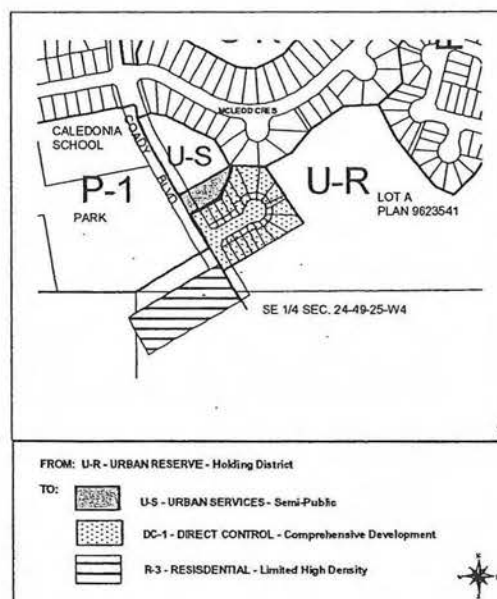 MCLEOD CRES
CALEDONIA
SCHOOL
COADY
BLVD
U-S
P-1
PARK
U-R
LOT A
PLAN 9623541
SE 1/4 SEC. 24-49-25-W4
FROM: U-R - URBAN RESERVE - Holding District
TO:
U-S - URBAN SERVICES - Semi-Public
DC-1 - DIRECT CONTROL - Comprehensive Development
R-3 - RESISDENTIAL - Limited High Density